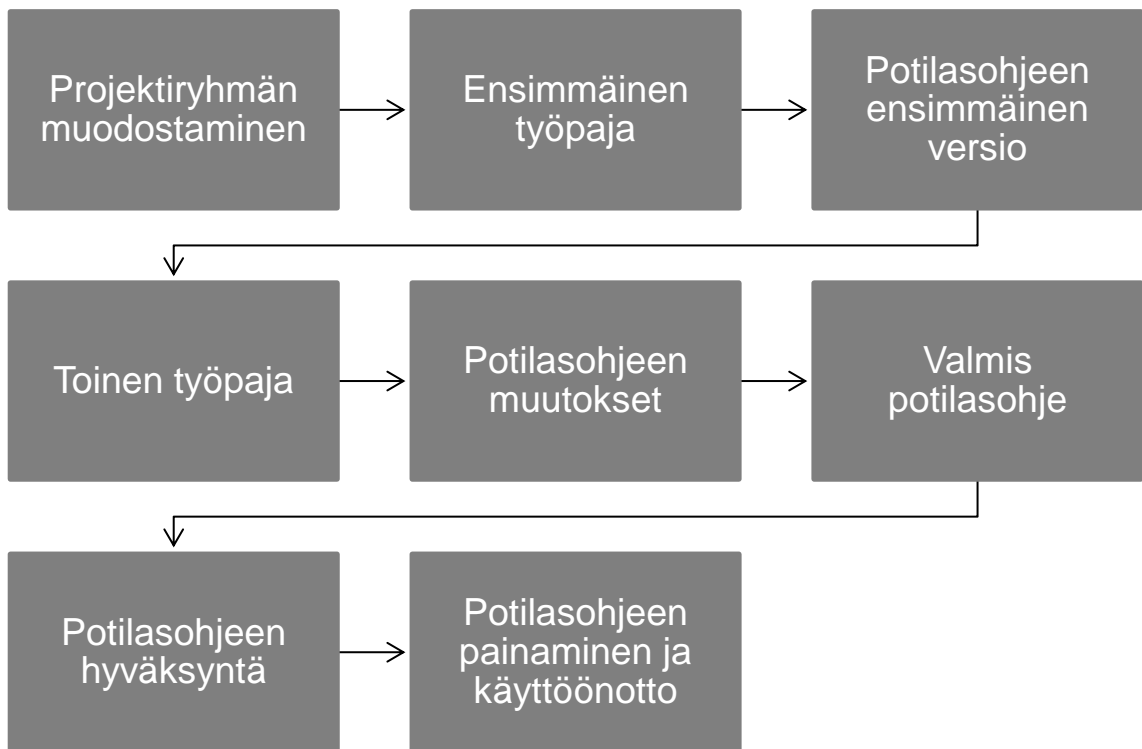 Projektiryhmän
muodostaminen
Ensimmäinen
työpaja
Potilasohjeen
ensimmäinen
versio
Toinen työpaja
Potilasohjeen
muutokset
Valmis
potilasohje
Potilasohjeen
hyväksyntä
Potilasohjeen
painaminen ja
käyttöönotto